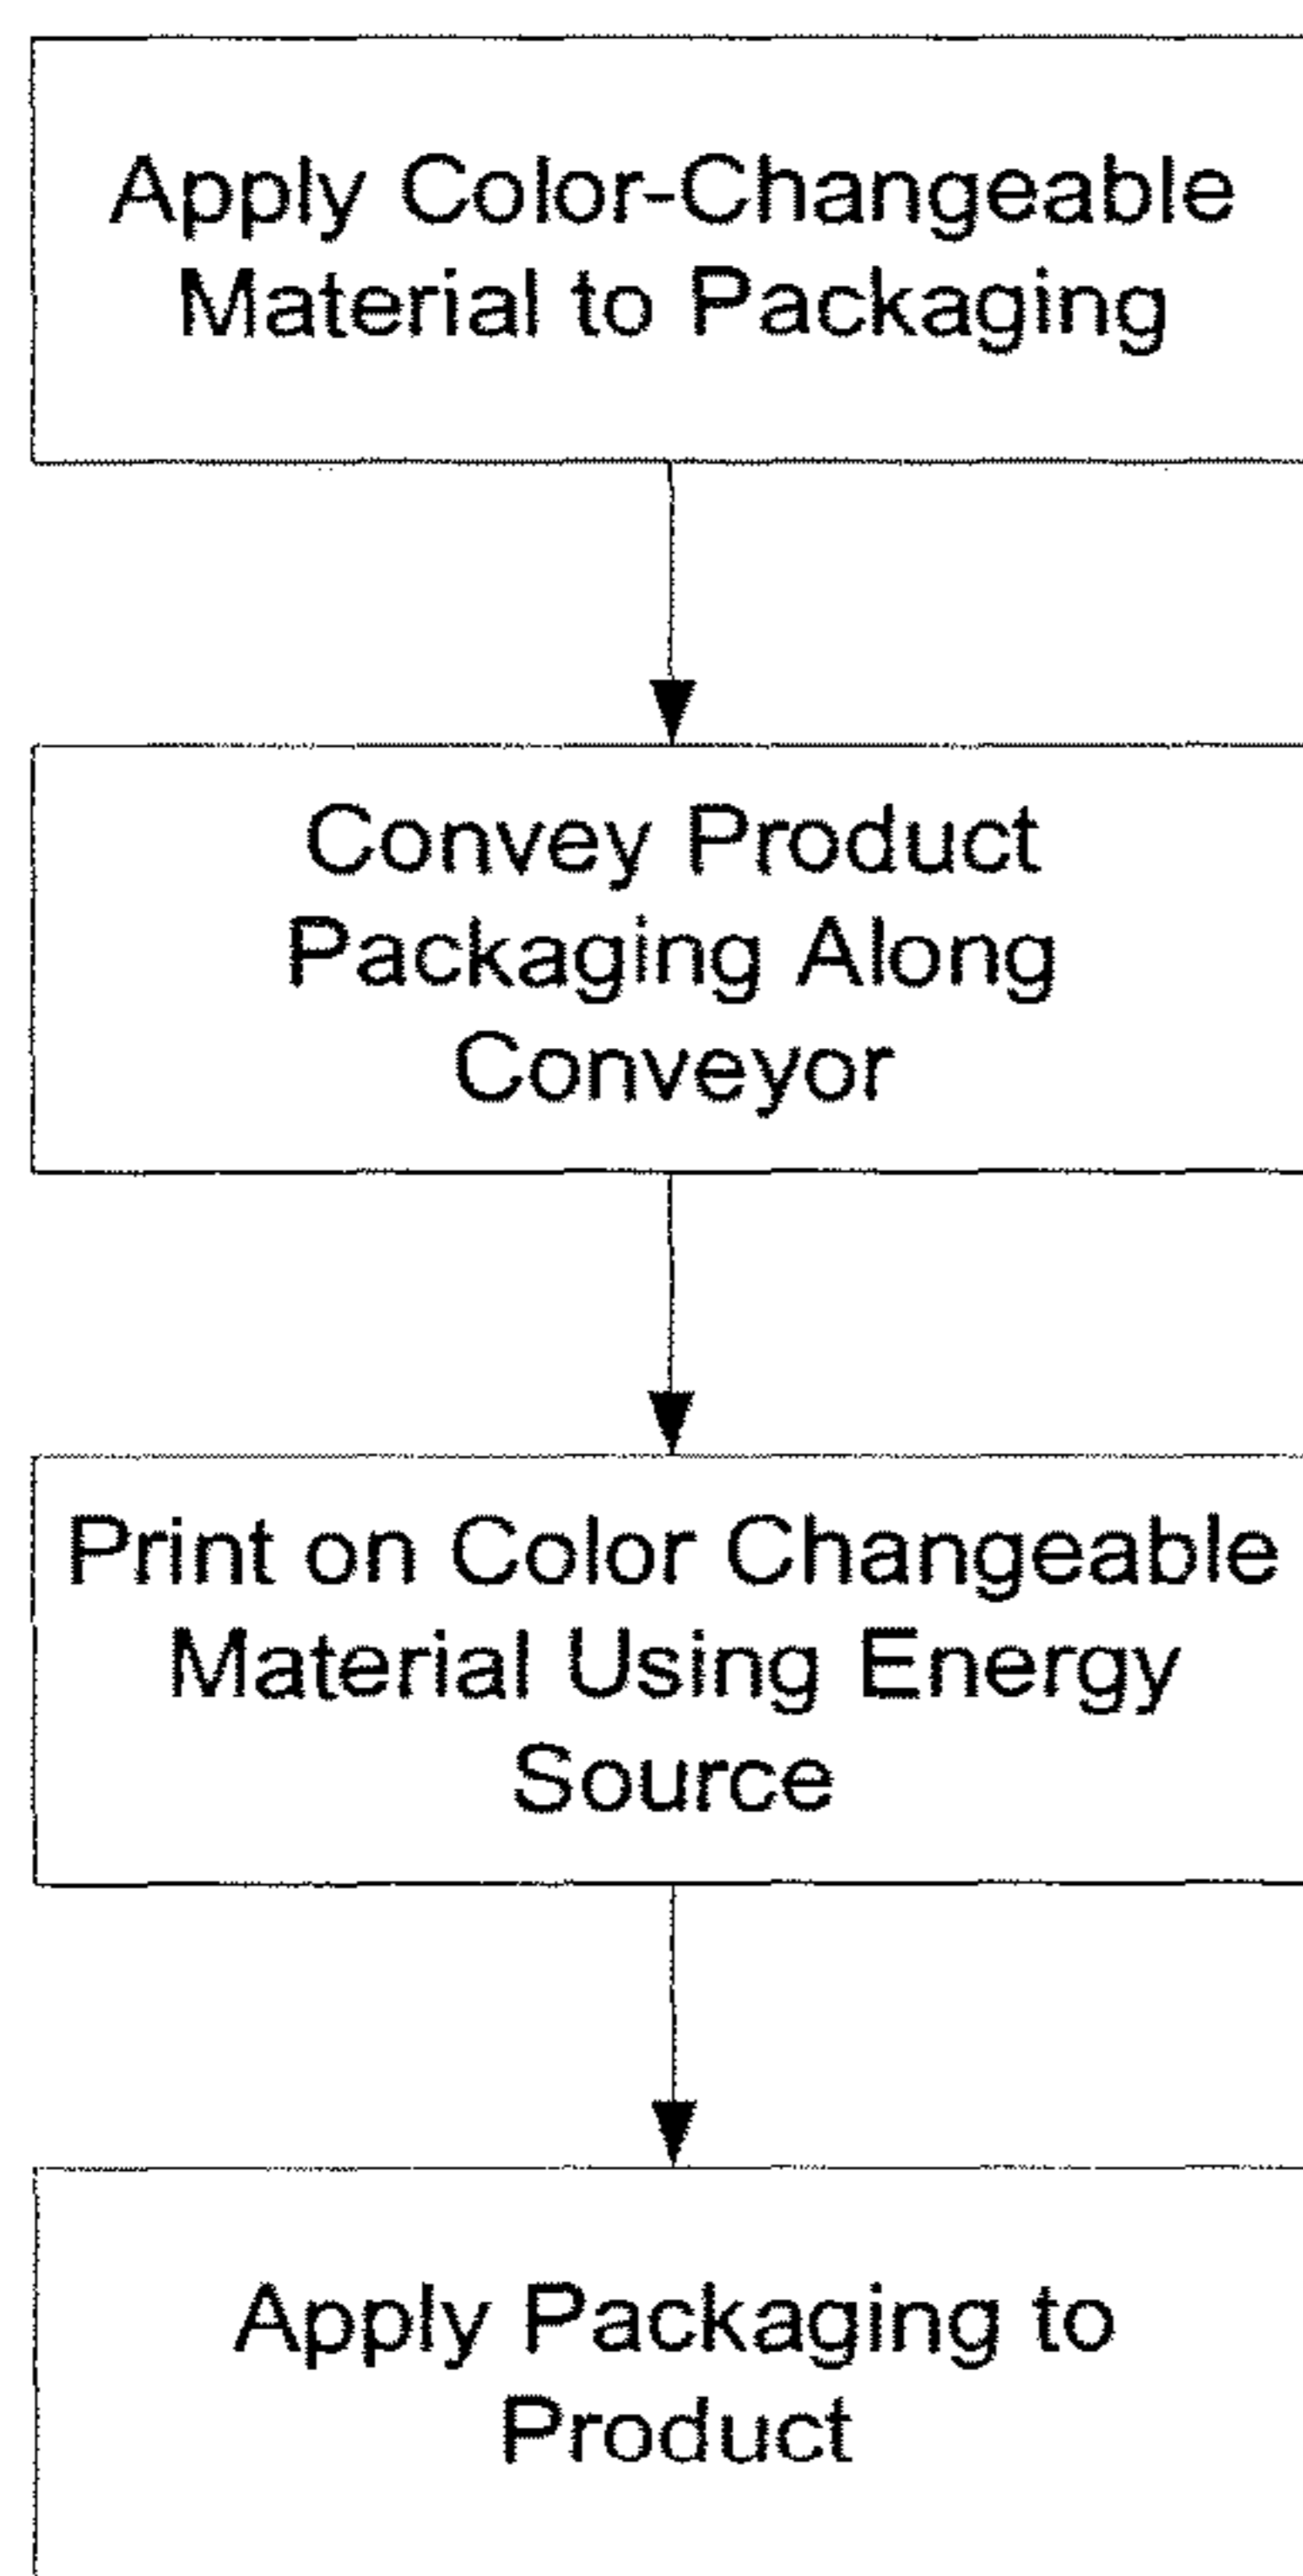 Apply Color-Changeable
Material to Packaging
Convey Product
Packaging Along
Conveyor
Print on Color Changeable
Material Using Energy
Source
Apply Packaging to
Product